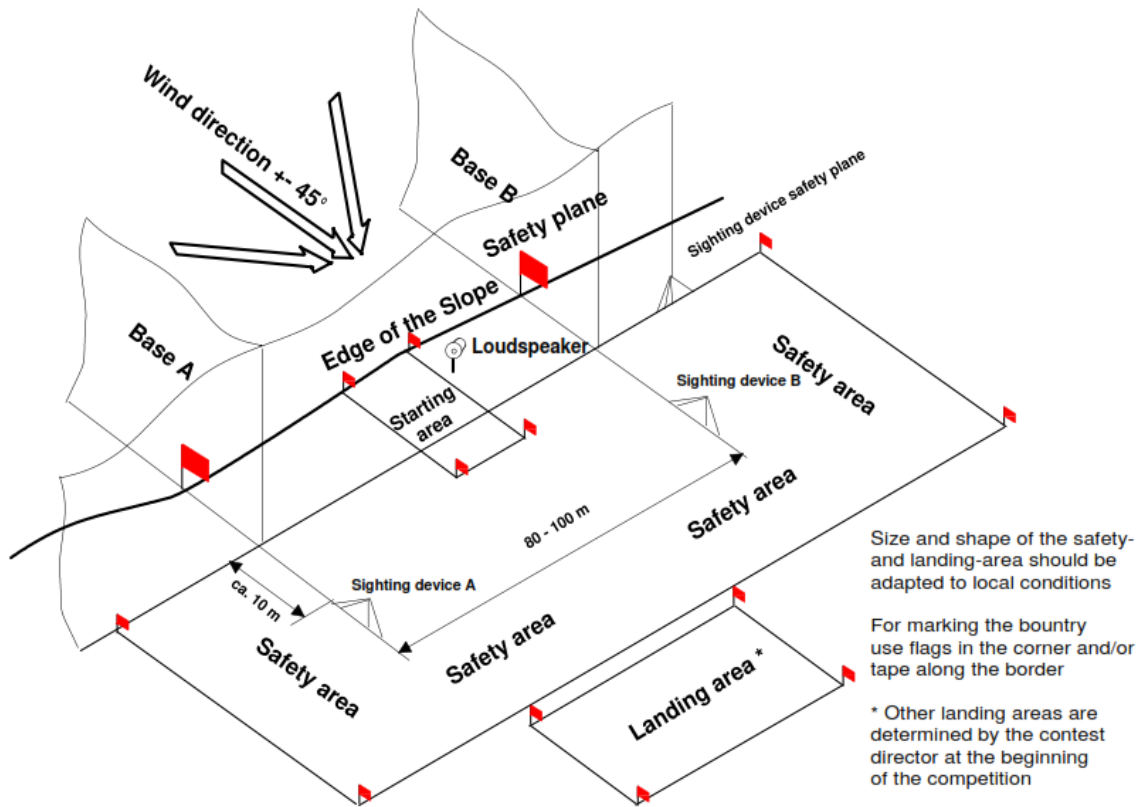 Wind direction +- 45°
Base B
Safety plane
Sighting device safety plane
Base A
Edge of the Slope
Loudspeaker
Safety area
Sighting device B
Starting
area
80 - 100 m
Safety area
Sighting device A
ca. 10 m
Safety area
Safety area
Landing area *
Size and shape of the safety-
and landing-area should be
adapted to local conditions
For marking the bountry
use flags in the corner and/or
tape along the border
* Other landing areas are
determined by the contest
director at the beginning
of the competition